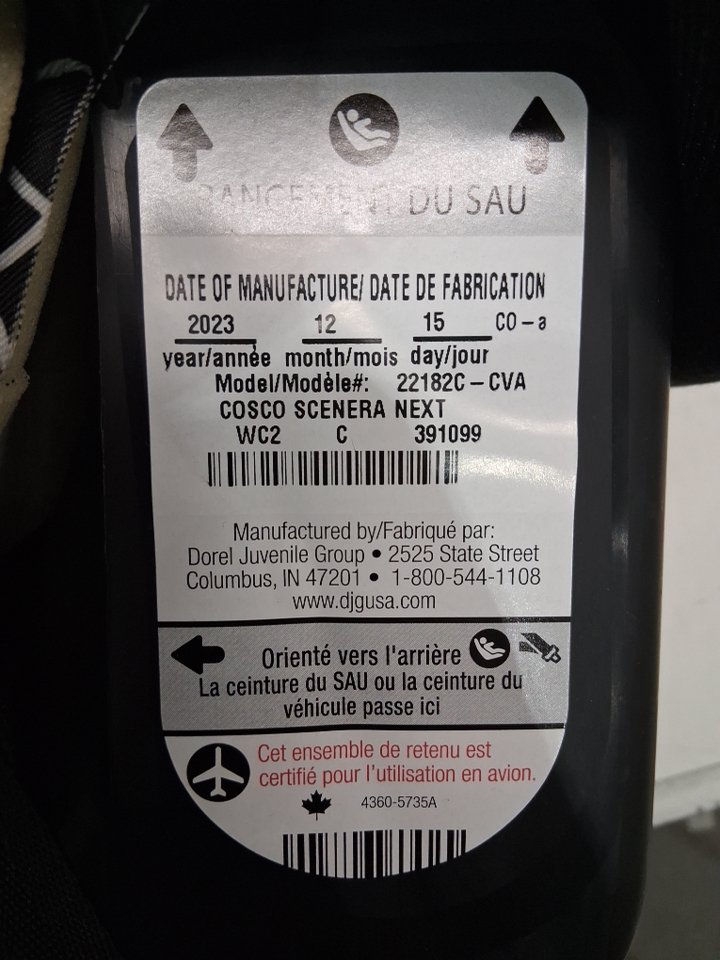 RANGEMENT DU SAU
DATE OF MANUFACTURE/ DATE DE FABRICATION
2023 12 15 CO-a
year/année month/mois day/jour
Model/Modèle#: 22182C-CVA
COSCO SCENERA NEXT
WC2 C 391099
Manufactured by/Fabriqué par:
Dorel Juvenile Group • 2525 State Street
Columbus, IN 47201 • 1-800-544-1108
www.djgusa.com
Orienté vers l'arrière
La ceinture du SAU ou la ceinture du
véhicule passe ici
Cet ensemble de retenu est
certifié pour l'utilisation en avion.
4360-5735A